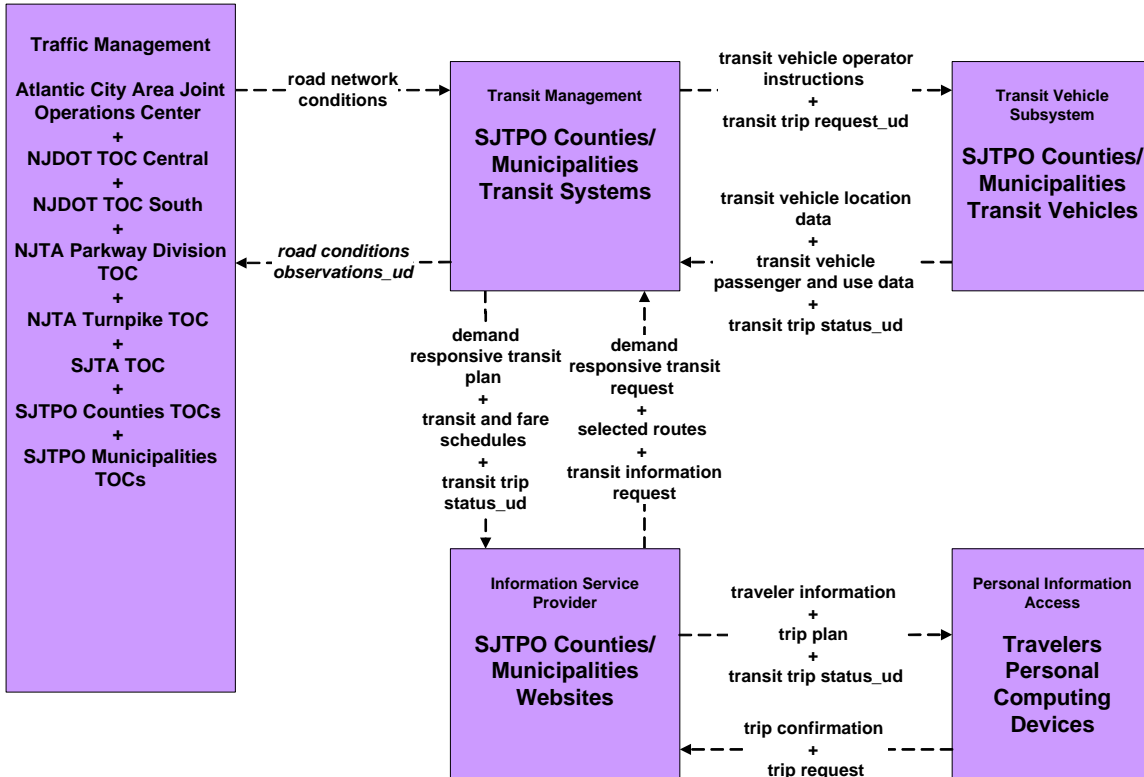 Traffic Management
Atlantic City Area Joint
Operations Center
+
NJDOT TOC Central
+
NJDOT TOC South
+
NJTA Parkway Division
TOC
+
NJTA Turnpike TOC
+
SJTA TOC
+
SJTPO Counties TOCs
+
SJTPO Municipalities
TOCs
road network
conditions
road conditions
observations_ud
Transit Management
SJTPO Counties/
Municipalities
Transit Systems
transit vehicle operator
instructions
+
transit trip request_ud
transit vehicle location
data
+
transit vehicle
passenger and use data
+
transit trip status_ud
Transit Vehicle
Subsystem
SJTPO Counties/
Municipalities
Transit Vehicles
demand
responsive transit
plan
+
transit and fare
schedules
+
transit trip
status_ud
demand
responsive transit
request
+
selected routes
+
transit information
request
Information Service
Provider
SJTPO Counties/
Municipalities
Websites
traveler information
+
trip plan
+
transit trip status_ud
trip confirmation
+
trip request
Personal Information
Access
Travelers
Personal
Computing
Devices